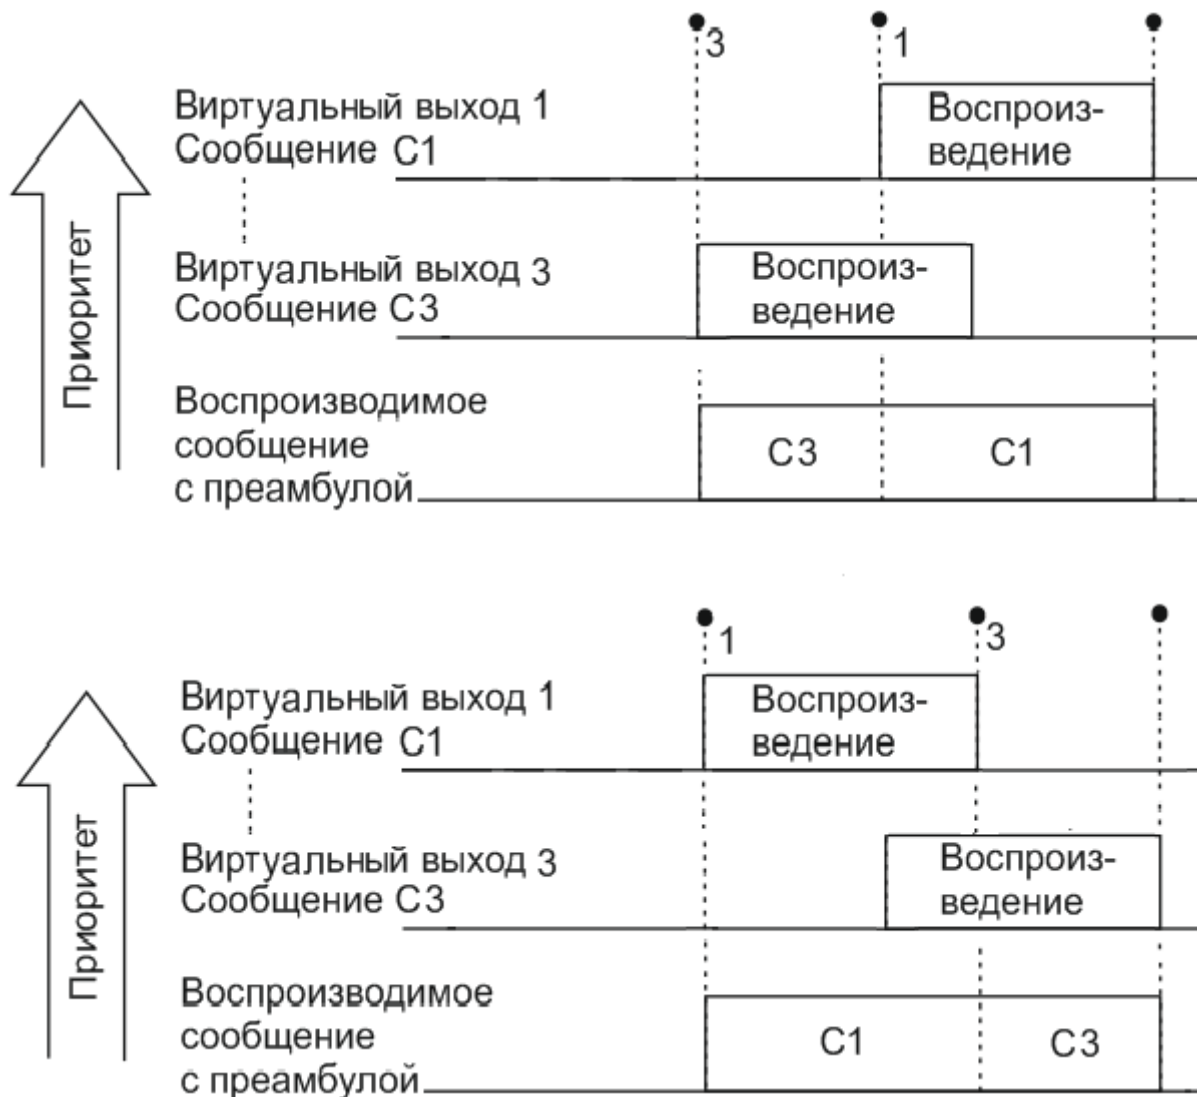 3
1
Виртуальный выход 1
Сообщение С1
Воспроиз-
ведение
Виртуальный выход 3
Сообщение С3
Воспроиз-
ведение
Приоритет
Воспроизводимое
сообщение
с преамбулой
С3
С1
1
3
Виртуальный выход 1
Сообщение С1
Воспроиз-
ведение
Виртуальный выход 3
Сообщение С3
Воспроиз-
ведение
Приоритет
Воспроизводимое
сообщение
с преамбулой
С1
С3